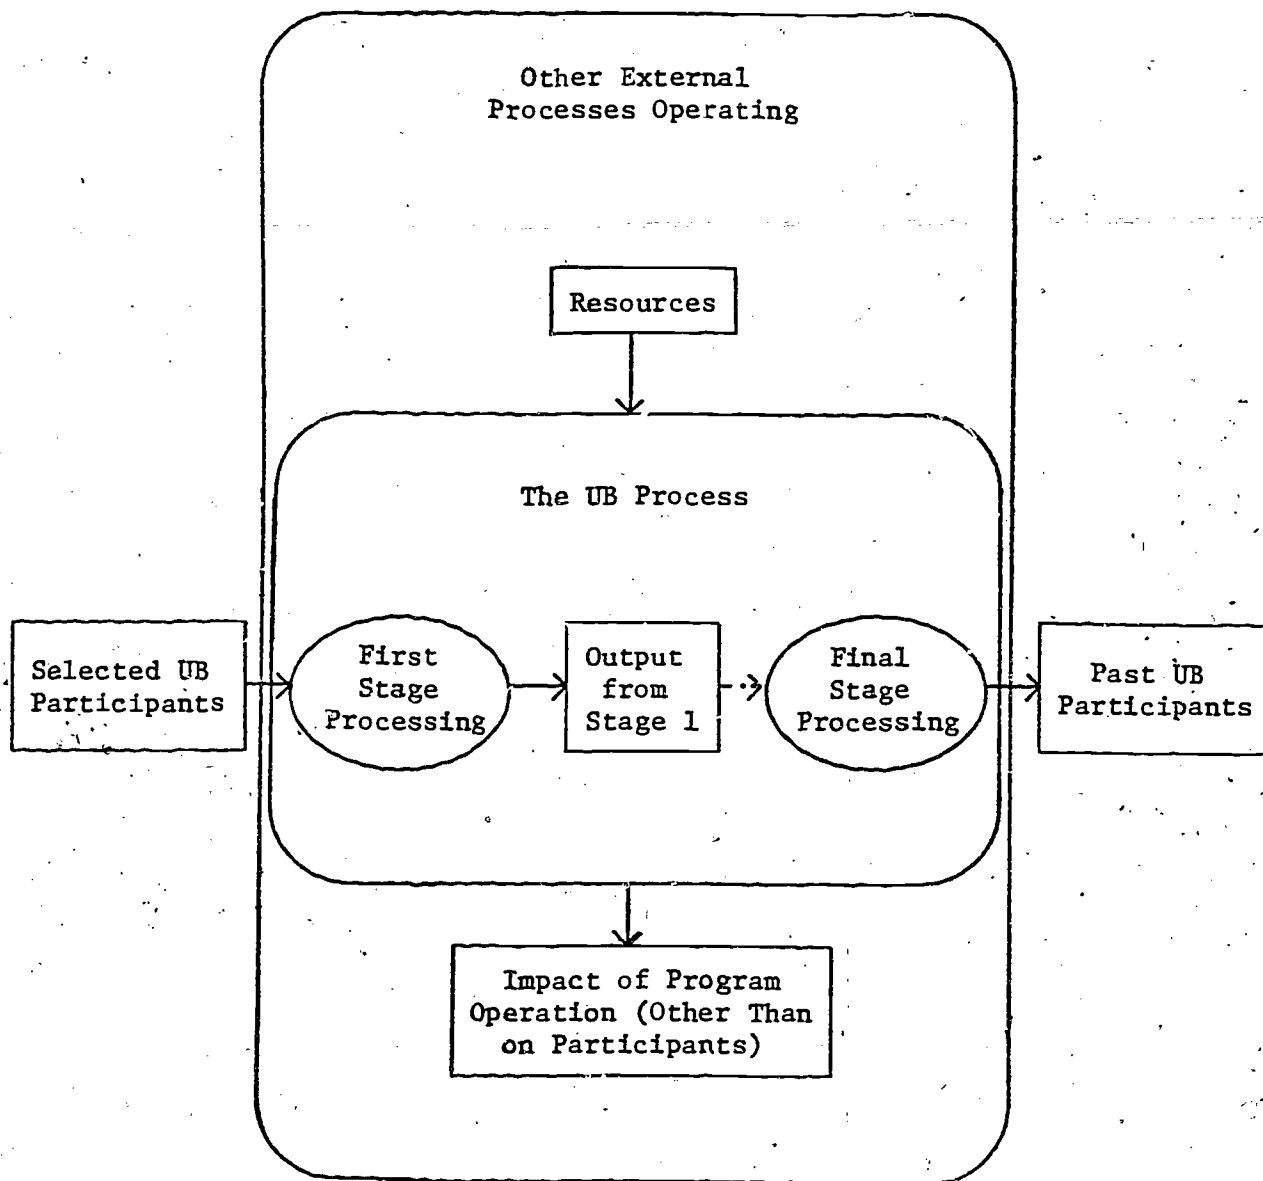 Other External
Processes Operating
Resources
The UB Process
Selected UB
Participants
First
Stage
Processing
Output
from
Stage 1
Final
Stage
Processing
Past UB
Participants
Impact of Program
Operation (Other Than
on Participants)